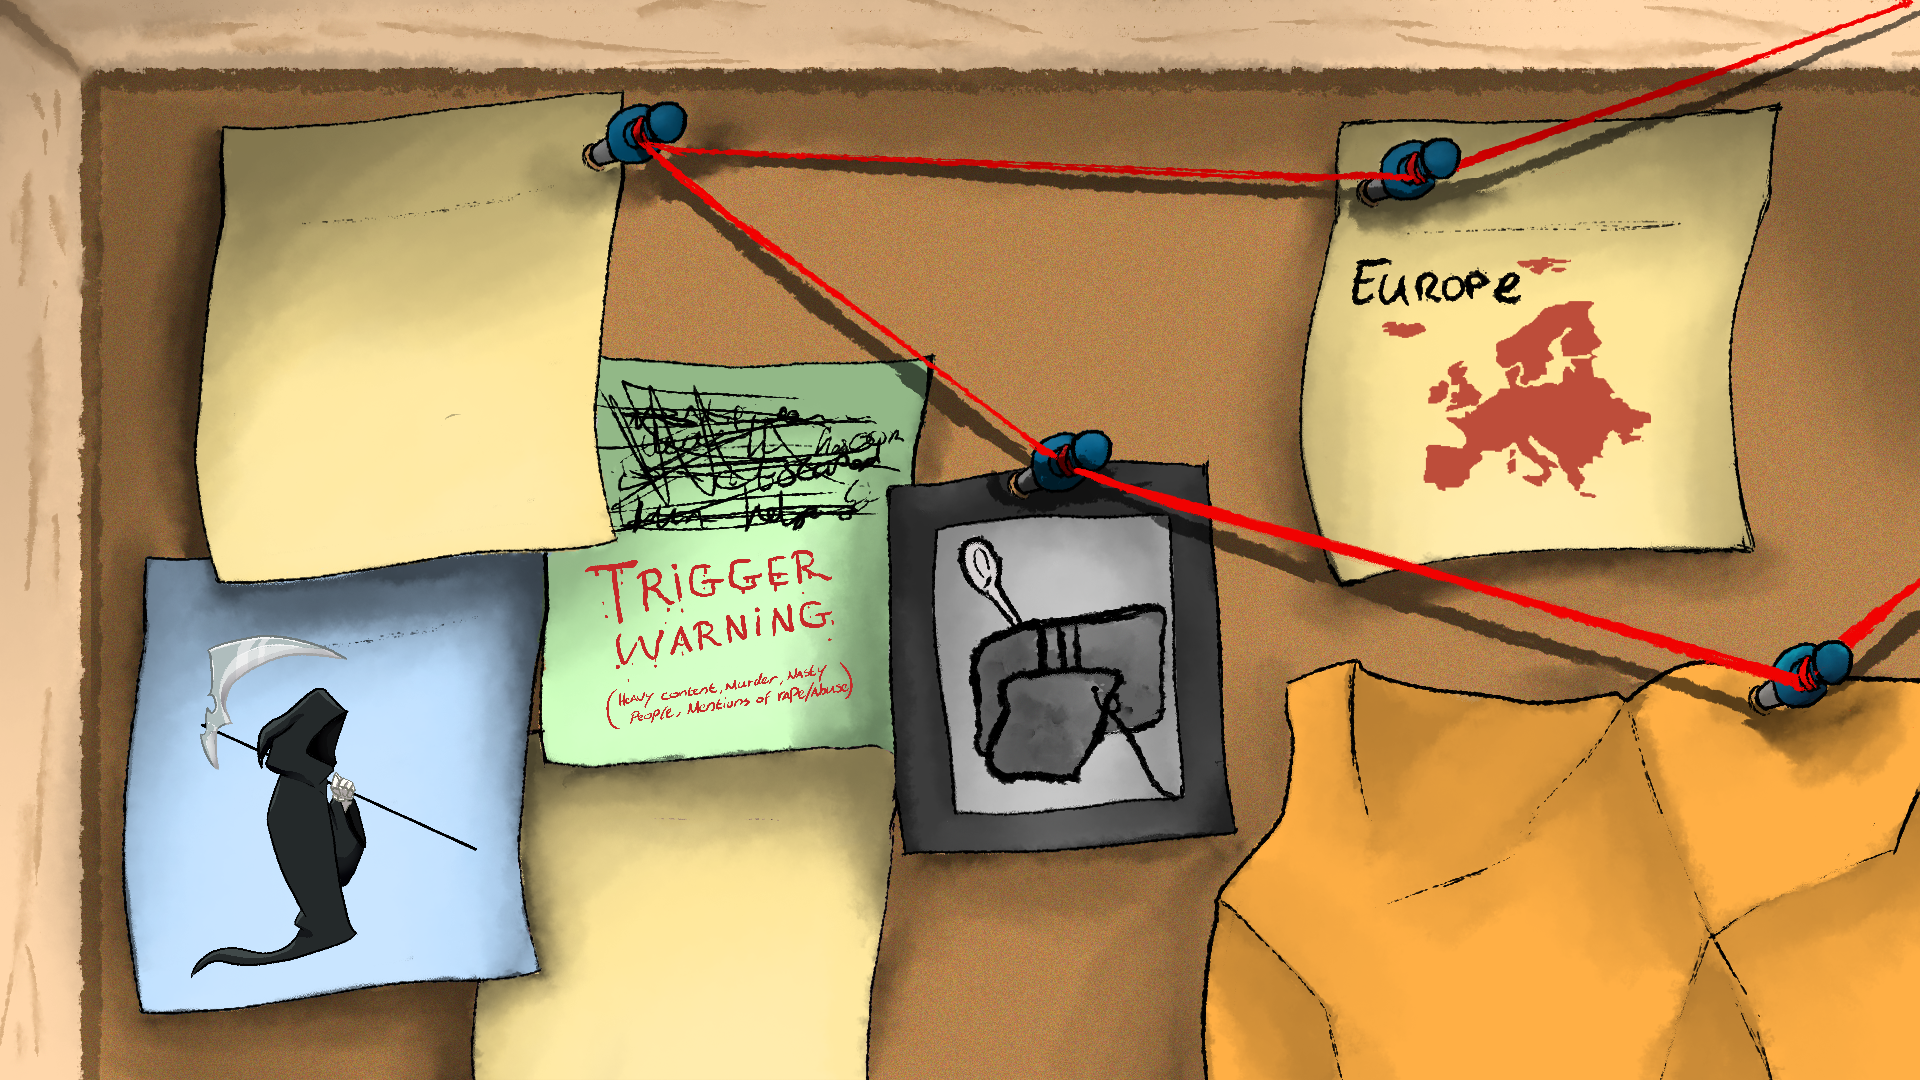 Europe
TRiGGER
WARNiNG
(Heavy content, Murder, Nasty
People, Mentions of rape/Abuse)